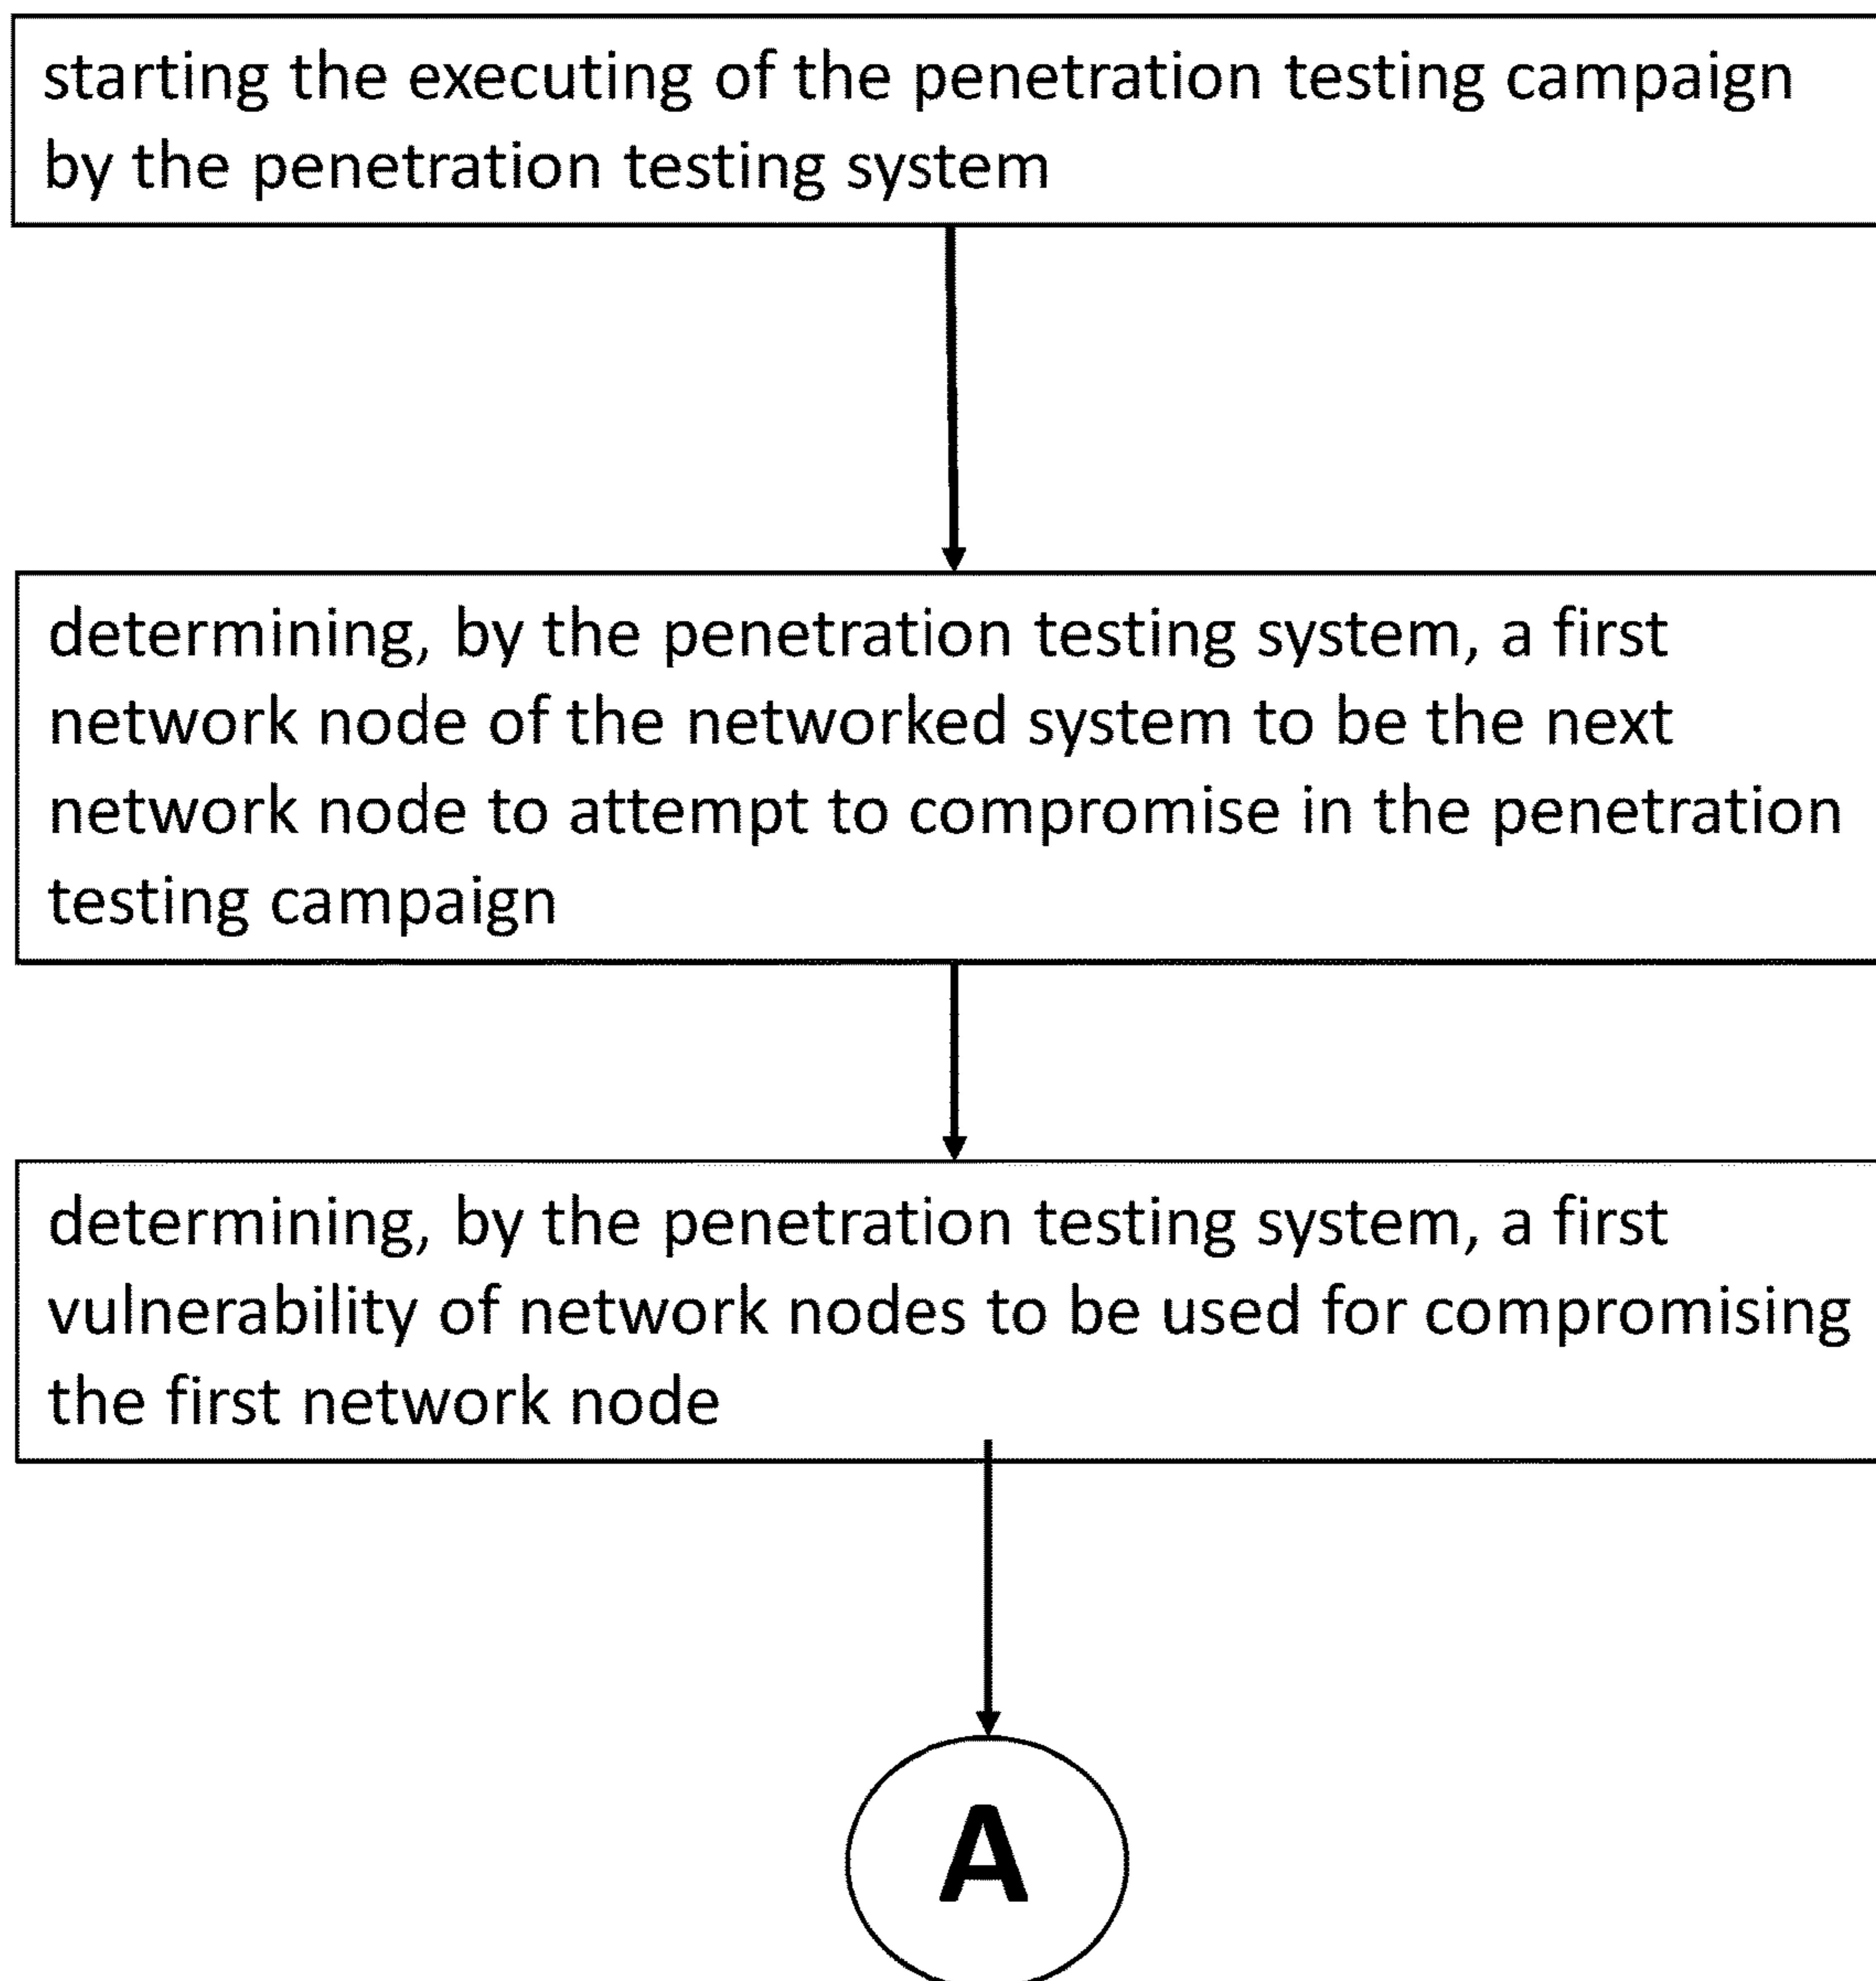 starting the executing of the penetration testing campaign
by the penetration testing system
determining, by the penetration testing system, a first
network node of the networked system to be the next
network node to attempt to compromise in the penetration
testing campaign
determining, by the penetration testing system, a first
vulnerability of network nodes to be used for compromising
the first network node
A